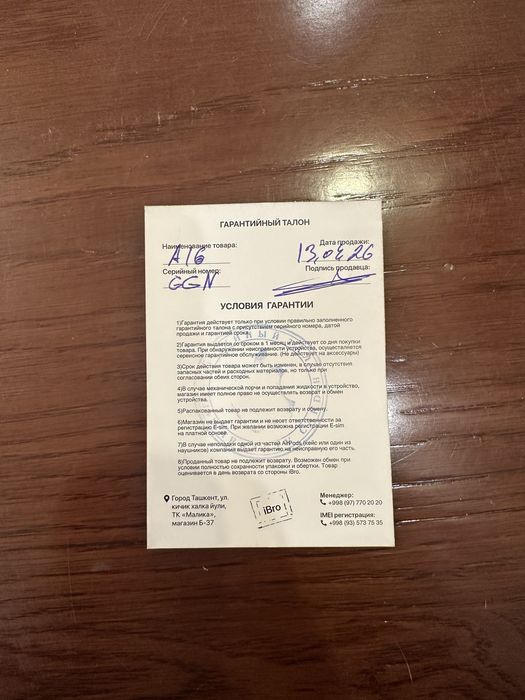 ГАРАНТИЙНЫЙ ТАЛОН
Наименование товара:
A16
Дата продажи:
13.04.26
Серийный номер:
GGN
Подпись продавца:
УСЛОВИЯ ГАРАНТИИ
1)Гарантия действует только при условии правильно заполненного
гарантийного талона с присутствием серийного номера, датой
продажи и гарантией срока.
2)Гарантия выдается сроком в 1 месяц и действует со дня покупки
товара. При обнаружении неисправности устройство, осуществляется
сервисное гарантийное обслуживание. (Не действует на аксессуары)
3)Срок действия товара может быть изменен, в случае отсутствия
запасных частей и расходных материалов, но только при
согласовании обеих сторон.
4)В случае механической порчи и попадания жидкости в устройство,
магазин имеет полное право не осуществлять возврат и обмен
устройства.
5)Распакованный товар не подлежит возврату и обмену.
6)Магазин не выдает гарантии и не несет ответственности за
регистрацию E-sim. При желании возможна регистрации E-sim
на платной основе.
7)В случае неполадки одной из частей AirPods (кейс или один из
наушников) компания выдает гарантию на неисправную его часть.
8)Проданный товар не подлежит возврату. Возможен обмен при
условии полностью сохранности упаковки и обертки. Товар
оценивается в день возврата со стороны iBro.
Город Ташкент, ул.
кичик халка йули,
ТК «Малика»,
магазин Б-37
iBro
Менеджер:
+998 (97) 770 20 20
IMEI регистрация:
+998 (93) 573 75 35